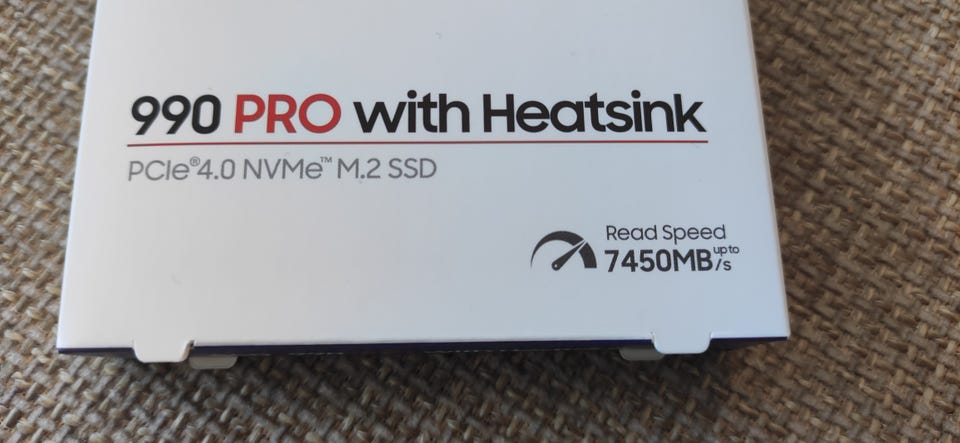 990 PRO with Heatsink
PCIe®4.0 NVMe™ M.2 SSD
Read Speed
7450MB/s up to